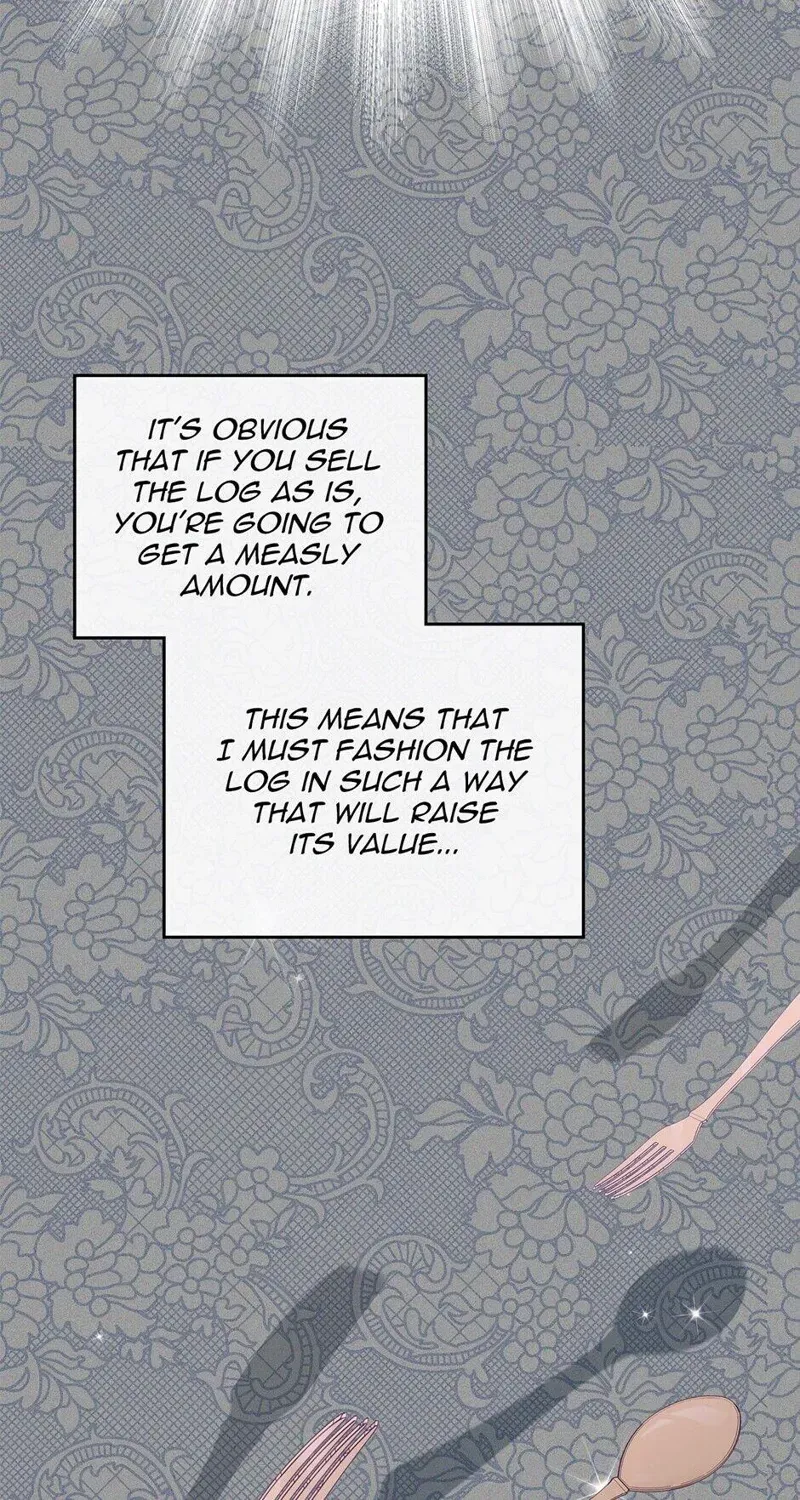 IT'S OBVIOUS
THAT IF YOU SELL
THE LOG AS IS,
YOU'RE GOING TO
GET A MEASLY
AMOUNT.
THIS MEANS THAT
I MUST FASHION THE
LOG IN SUCH A WAY
THAT WILL RAISE
ITS VALUE...